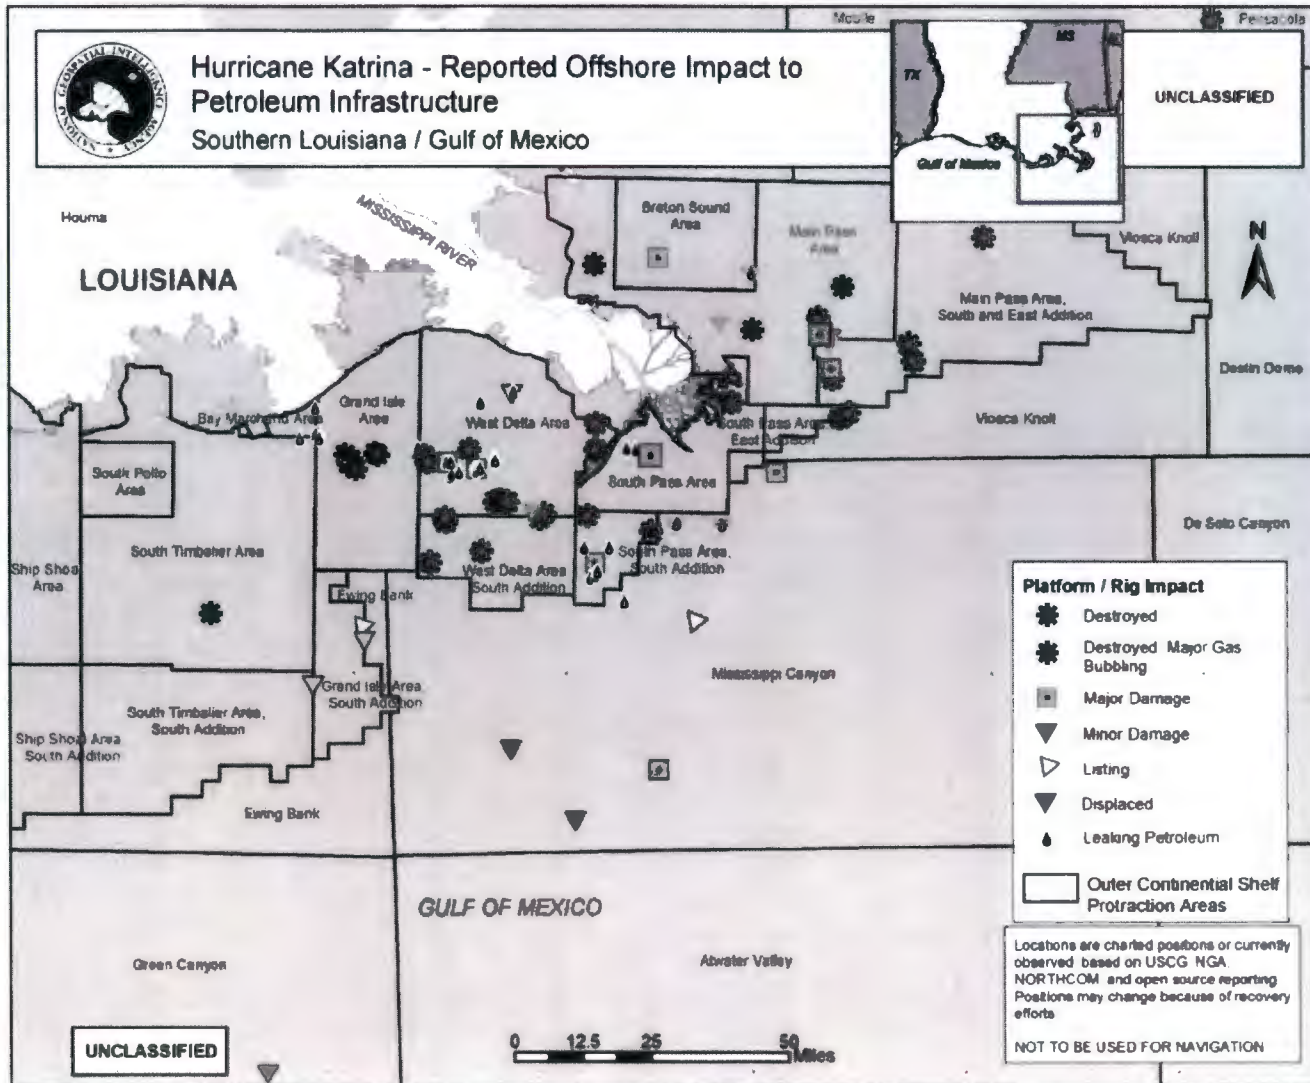 Mobile
Pensacola
NATIONAL GEOSPATIAL INTELLIGENCE AGENCY
Hurricane Katrina - Reported Offshore Impact to
Petroleum Infrastructure
Southern Louisiana / Gulf of Mexico
TX
MS
Gulf of Mexico
UNCLASSIFIED
Houma
MISSISSIPPI RIVER
LOUISIANA
Breton Sound
Area
Main Pass
Area
Viosca Knoll
N
Main Pass Area,
South and East Addition
Destin Dome
Grand Isle
Area
Bay Marchand Area
West Delta Area
South Pass Area
East Addition
Viosca Knoll
South Pelto
Area
South Pass Area
De Soto Canyon
South Timbalier Area
Ship Shoal
Area
West Delta Area
South Addition
South Pass Area,
South Addition
Ewing Bank
Mississippi Canyon
Grand Isle Area
South Addition
South Timbalier Area,
South Addition
Ship Shoal Area
South Addition
Ewing Bank
Platform / Rig Impact
Destroyed
Destroyed Major Gas
Bubbling
Major Damage
Minor Damage
Listing
Displaced
Leaking Petroleum
Outer Continental Shelf
Protraction Areas
GULF OF MEXICO
Green Canyon
Atwater Valley
Locations are charted positions or currently
observed based on USCG NGA,
NORTHCOM and open source reporting
Positions may change because of recovery
efforts
NOT TO BE USED FOR NAVIGATION
UNCLASSIFIED
0 12.5 25 50
Miles